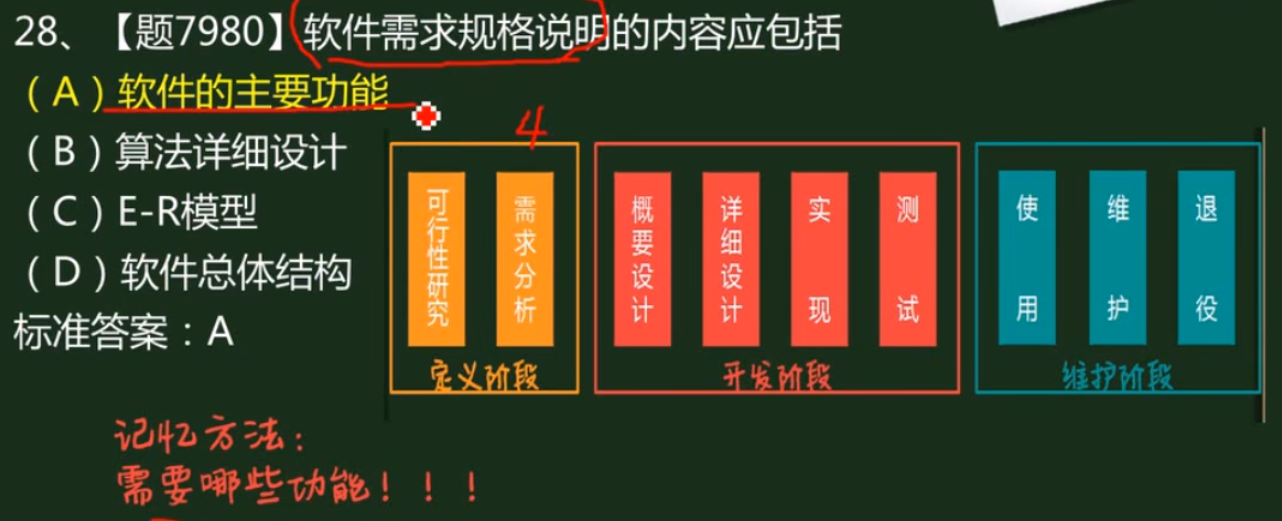 28、【题7980】软件需求规格说明的内容应包括
（A）软件的主要功能
（B）算法详细设计
（C）E-R模型
（D）软件总体结构
标准答案：A
4
可行性研究
需求分析
定义阶段
概要设计
详细设计
实现
测试
开发阶段
使用
维护
退役
维护阶段
记忆方法：
需要哪些功能！！！